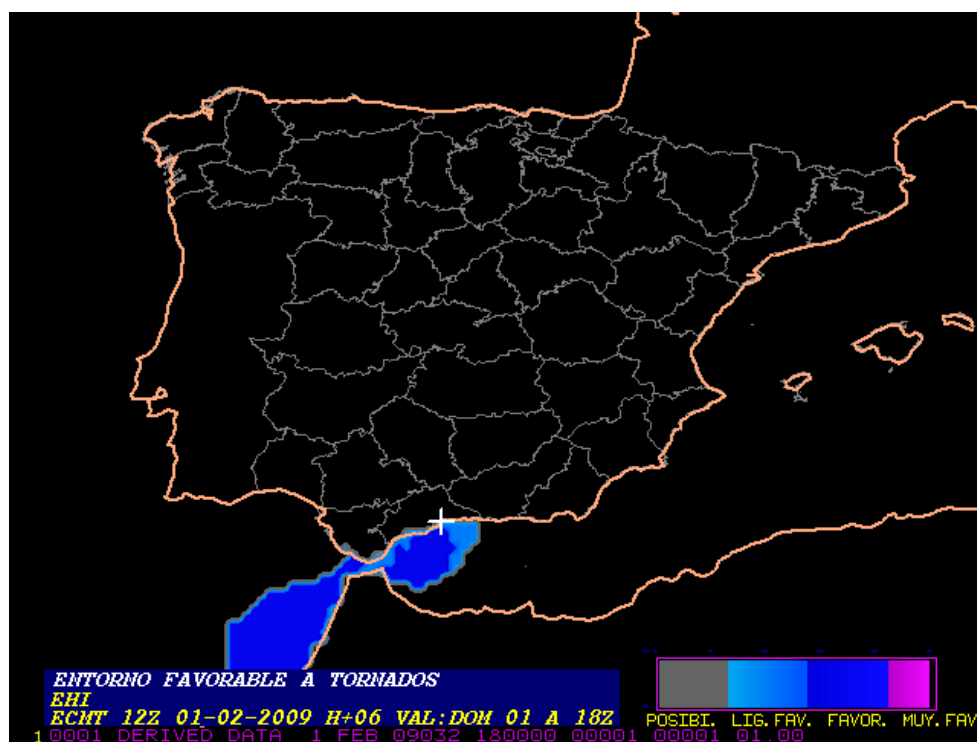 ENTORNO FAVORABLE A TORNADOS
EHI
ECMT 12Z 01-02-2009 H+06 VAL:DOM 01 A 18Z
POSIBI. LIG.FAV. FAVOR. MUY.FAV
1 0001 DERIVED DATA 1 FEB 09032 180000 00001 00001 01.00